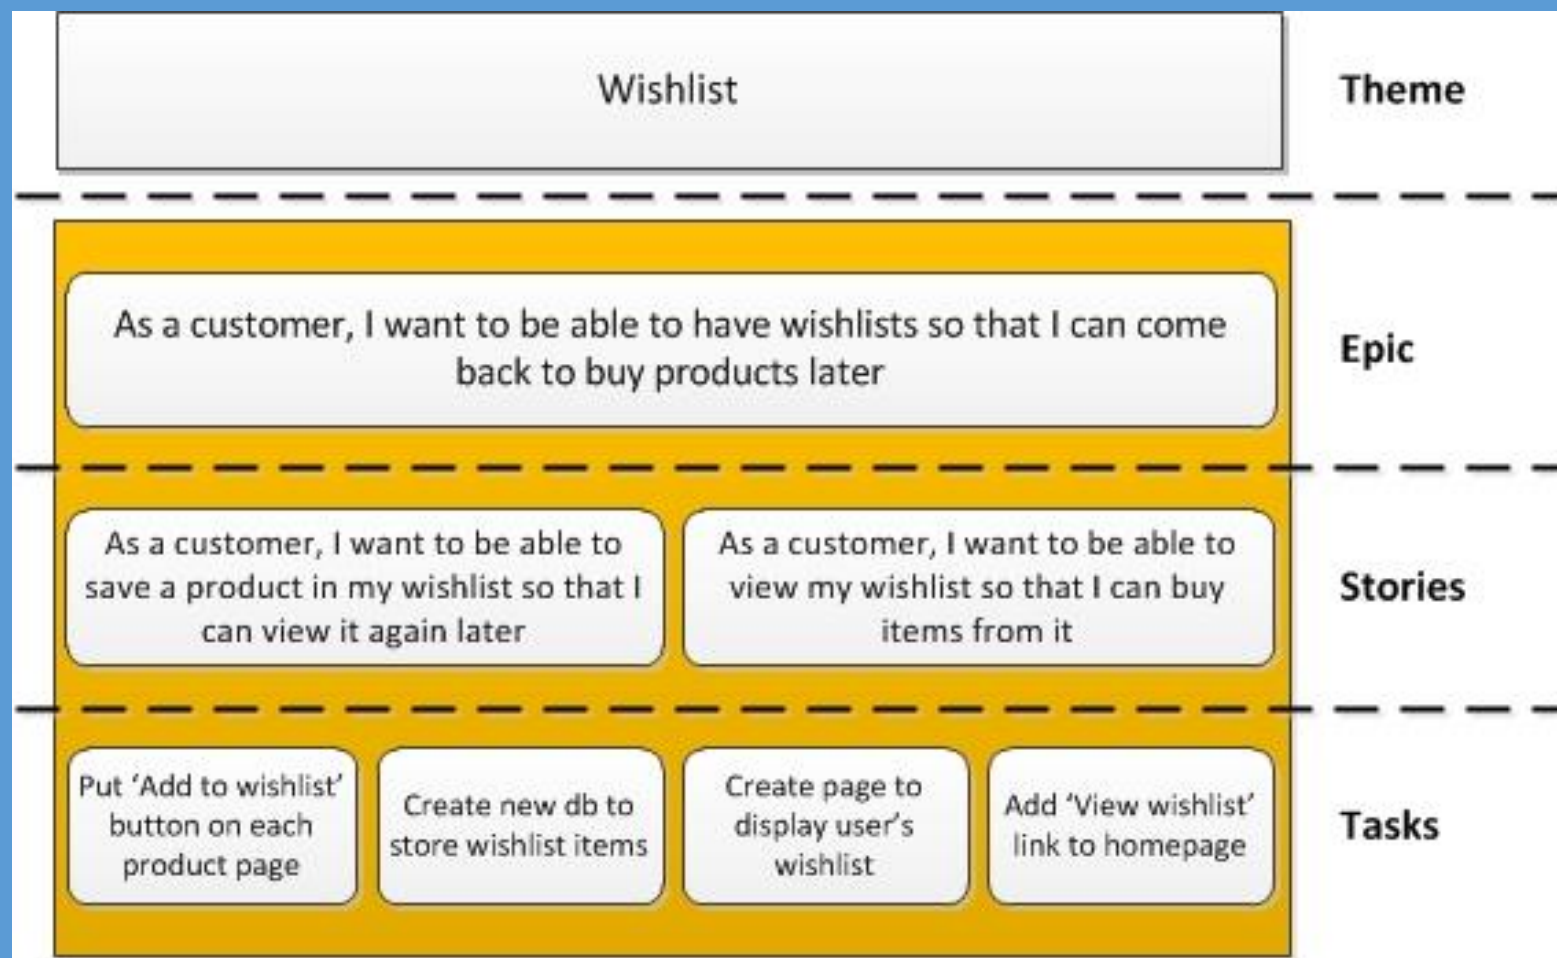 Wishlist
Theme
As a customer, I want to be able to have wishlists so that I can come
back to buy products later
Epic
As a customer, I want to be able to
save a product in my wishlist so that I
can view it again later
As a customer, I want to be able to
view my wishlist so that I can buy
items from it
Stories
Put ‘Add to wishlist’
button on each
product page
Create new db to
store wishlist items
Create page to
display user’s
wishlist
Add ‘View wishlist’
link to homepage
Tasks